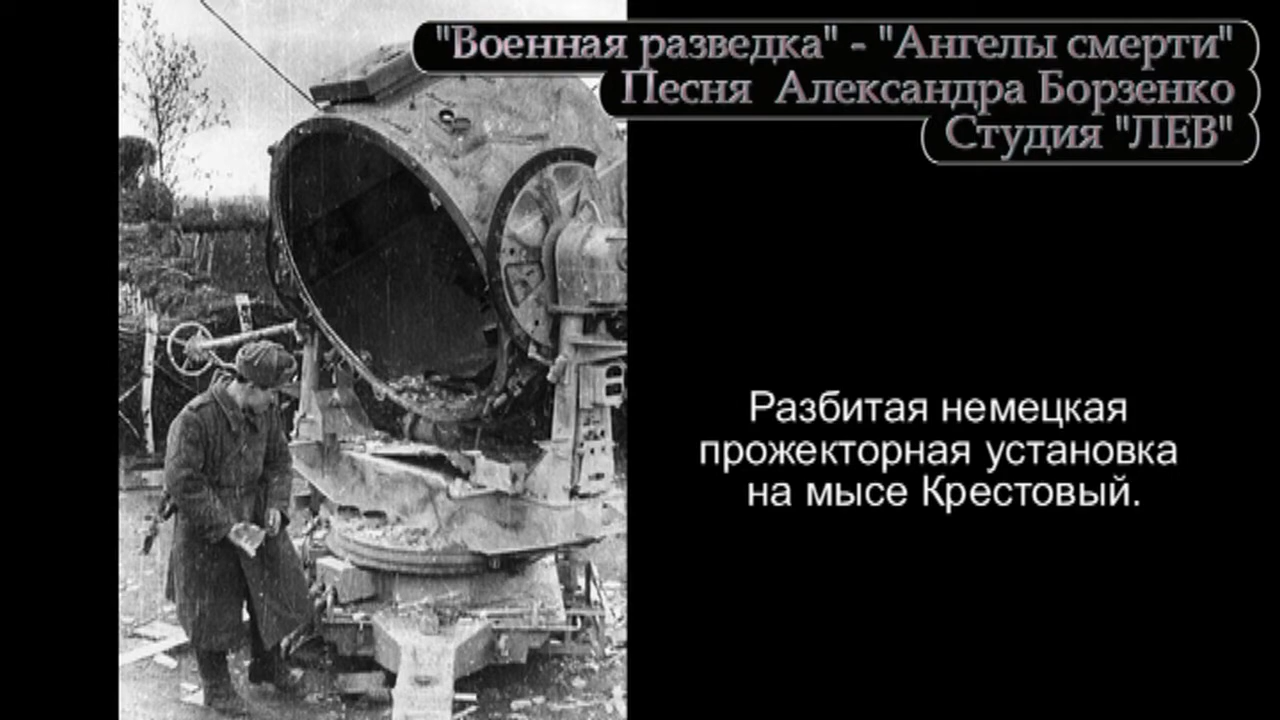 "Военная разведка" - "Ангелы смерти"
Песня Александра Борзенко
Студия "ЛЕВ"
Разбитая немецкая
прожекторная установка
на мысе Крестовый.